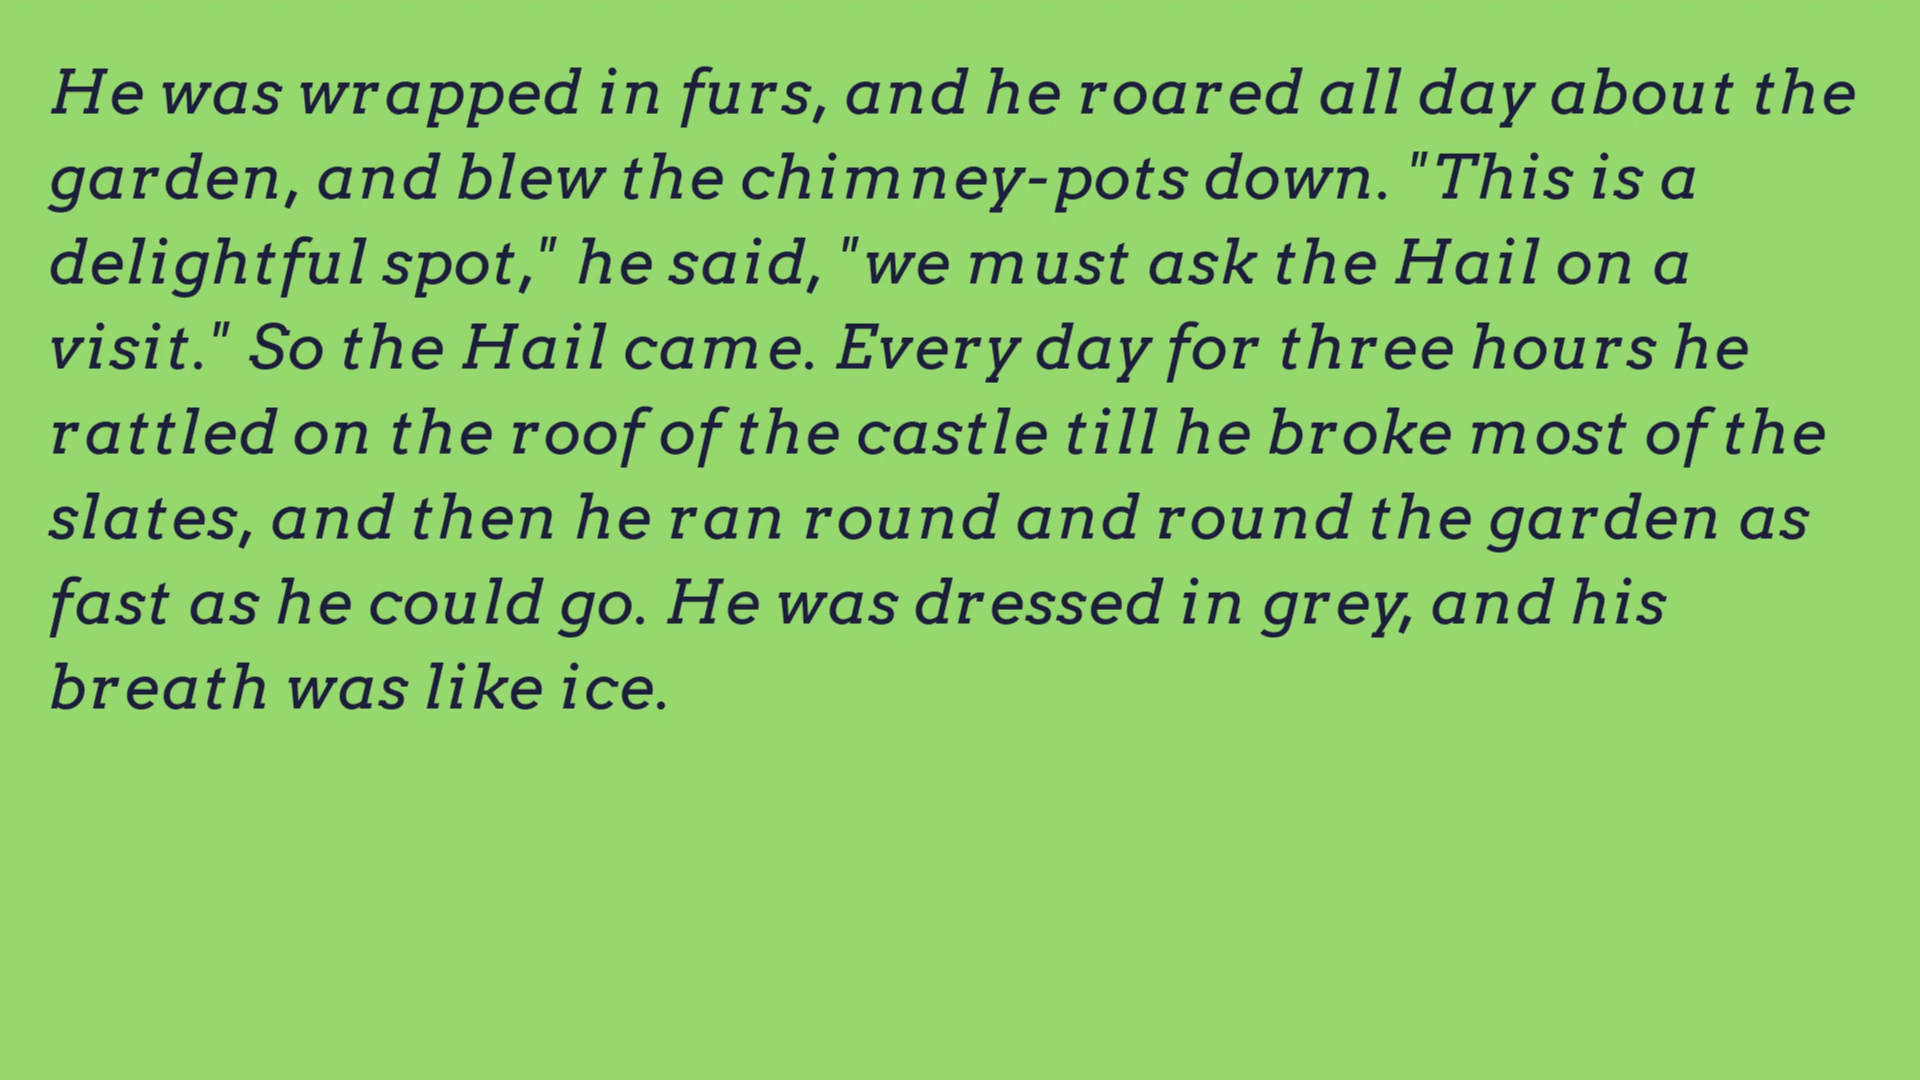 He was wrapped in furs, and he roared all day about the
garden, and blew the chimney-pots down. "This is a
delightful spot," he said, "we must ask the Hail on a
visit." So the Hail came. Every day for three hours he
rattled on the roof of the castle till he broke most of the
slates, and then he ran round and round the garden as
fast as he could go. He was dressed in grey, and his
breath was like ice.